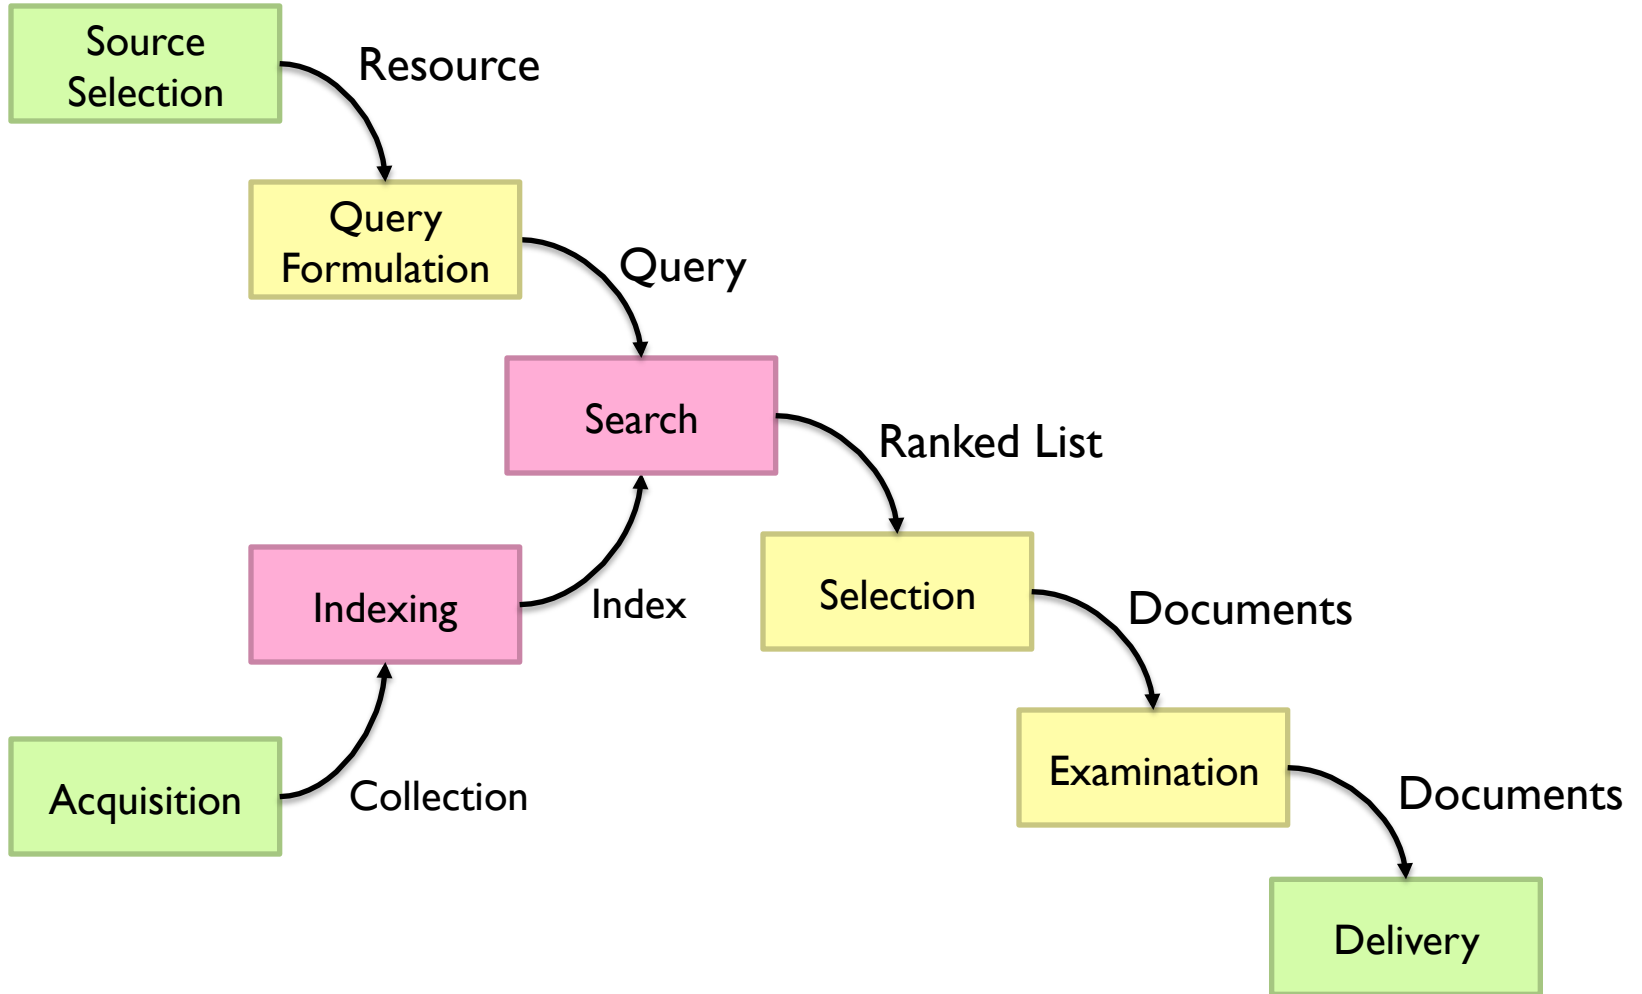 Source
Selection
Resource
Query
Formulation
Query
Search
Ranked List
Indexing
Index
Selection
Documents
Acquisition
Collection
Examination
Documents
Delivery